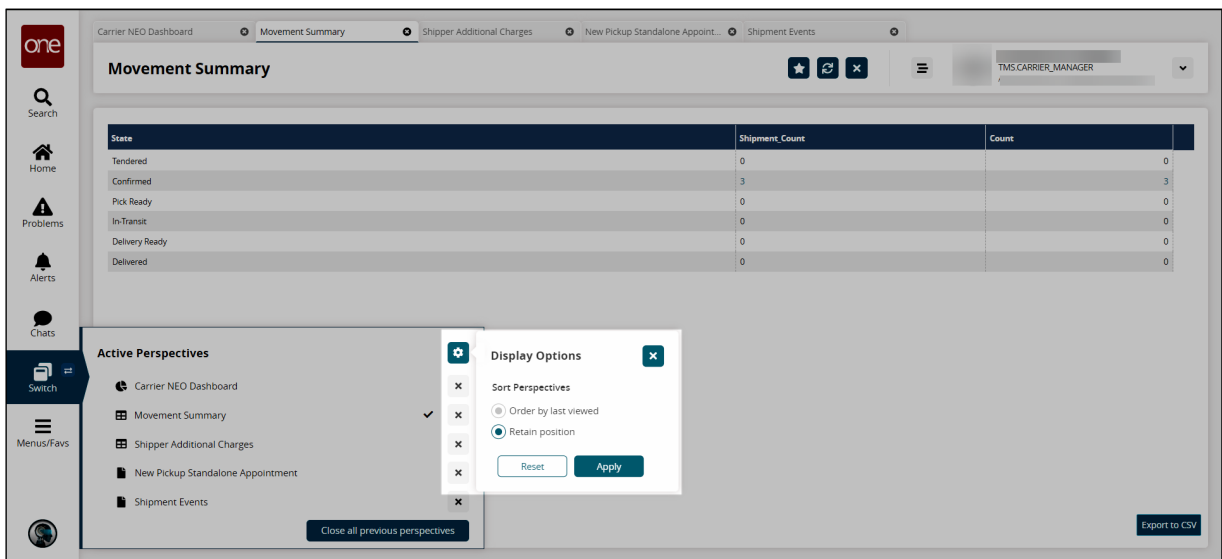 one
Carrier NEO Dashboard
Movement Summary
Shipper Additional Charges
New Pickup Standalone Appoint...
Shipment Events
Movement Summary
TMS.CARRIER_MANAGER
Search
Home
Problems
Alerts
Chats
Switch
Menus/Favs
State Shipment_Count Count
Tendered 0 0
Confirmed 3 3
Pick Ready 0 0
In-Transit 0 0
Delivery Ready 0 0
Delivered 0 0
Active Perspectives
Carrier NEO Dashboard
Movement Summary
Shipper Additional Charges
New Pickup Standalone Appointment
Shipment Events
Close all previous perspectives
Display Options
Sort Perspectives
Order by last viewed
Retain position
Reset Apply
Export to CSV